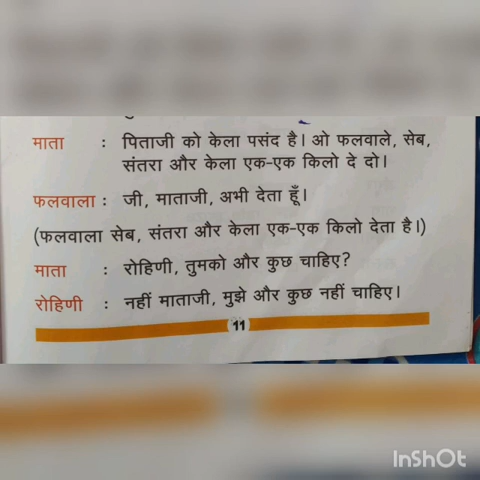 माता : पिताजी को केला पसंद है। ओ फलवाले, सेब,
संतरा और केला एक-एक किलो दे दो।
फलवाला : जी, माताजी, अभी देता हूँ।
(फलवाला सेब, संतरा और केला एक-एक किलो देता है।)
माता : रोहिणी, तुमको और कुछ चाहिए?
रोहिणी : नहीं माताजी, मुझे और कुछ नहीं चाहिए।
11
InShOt